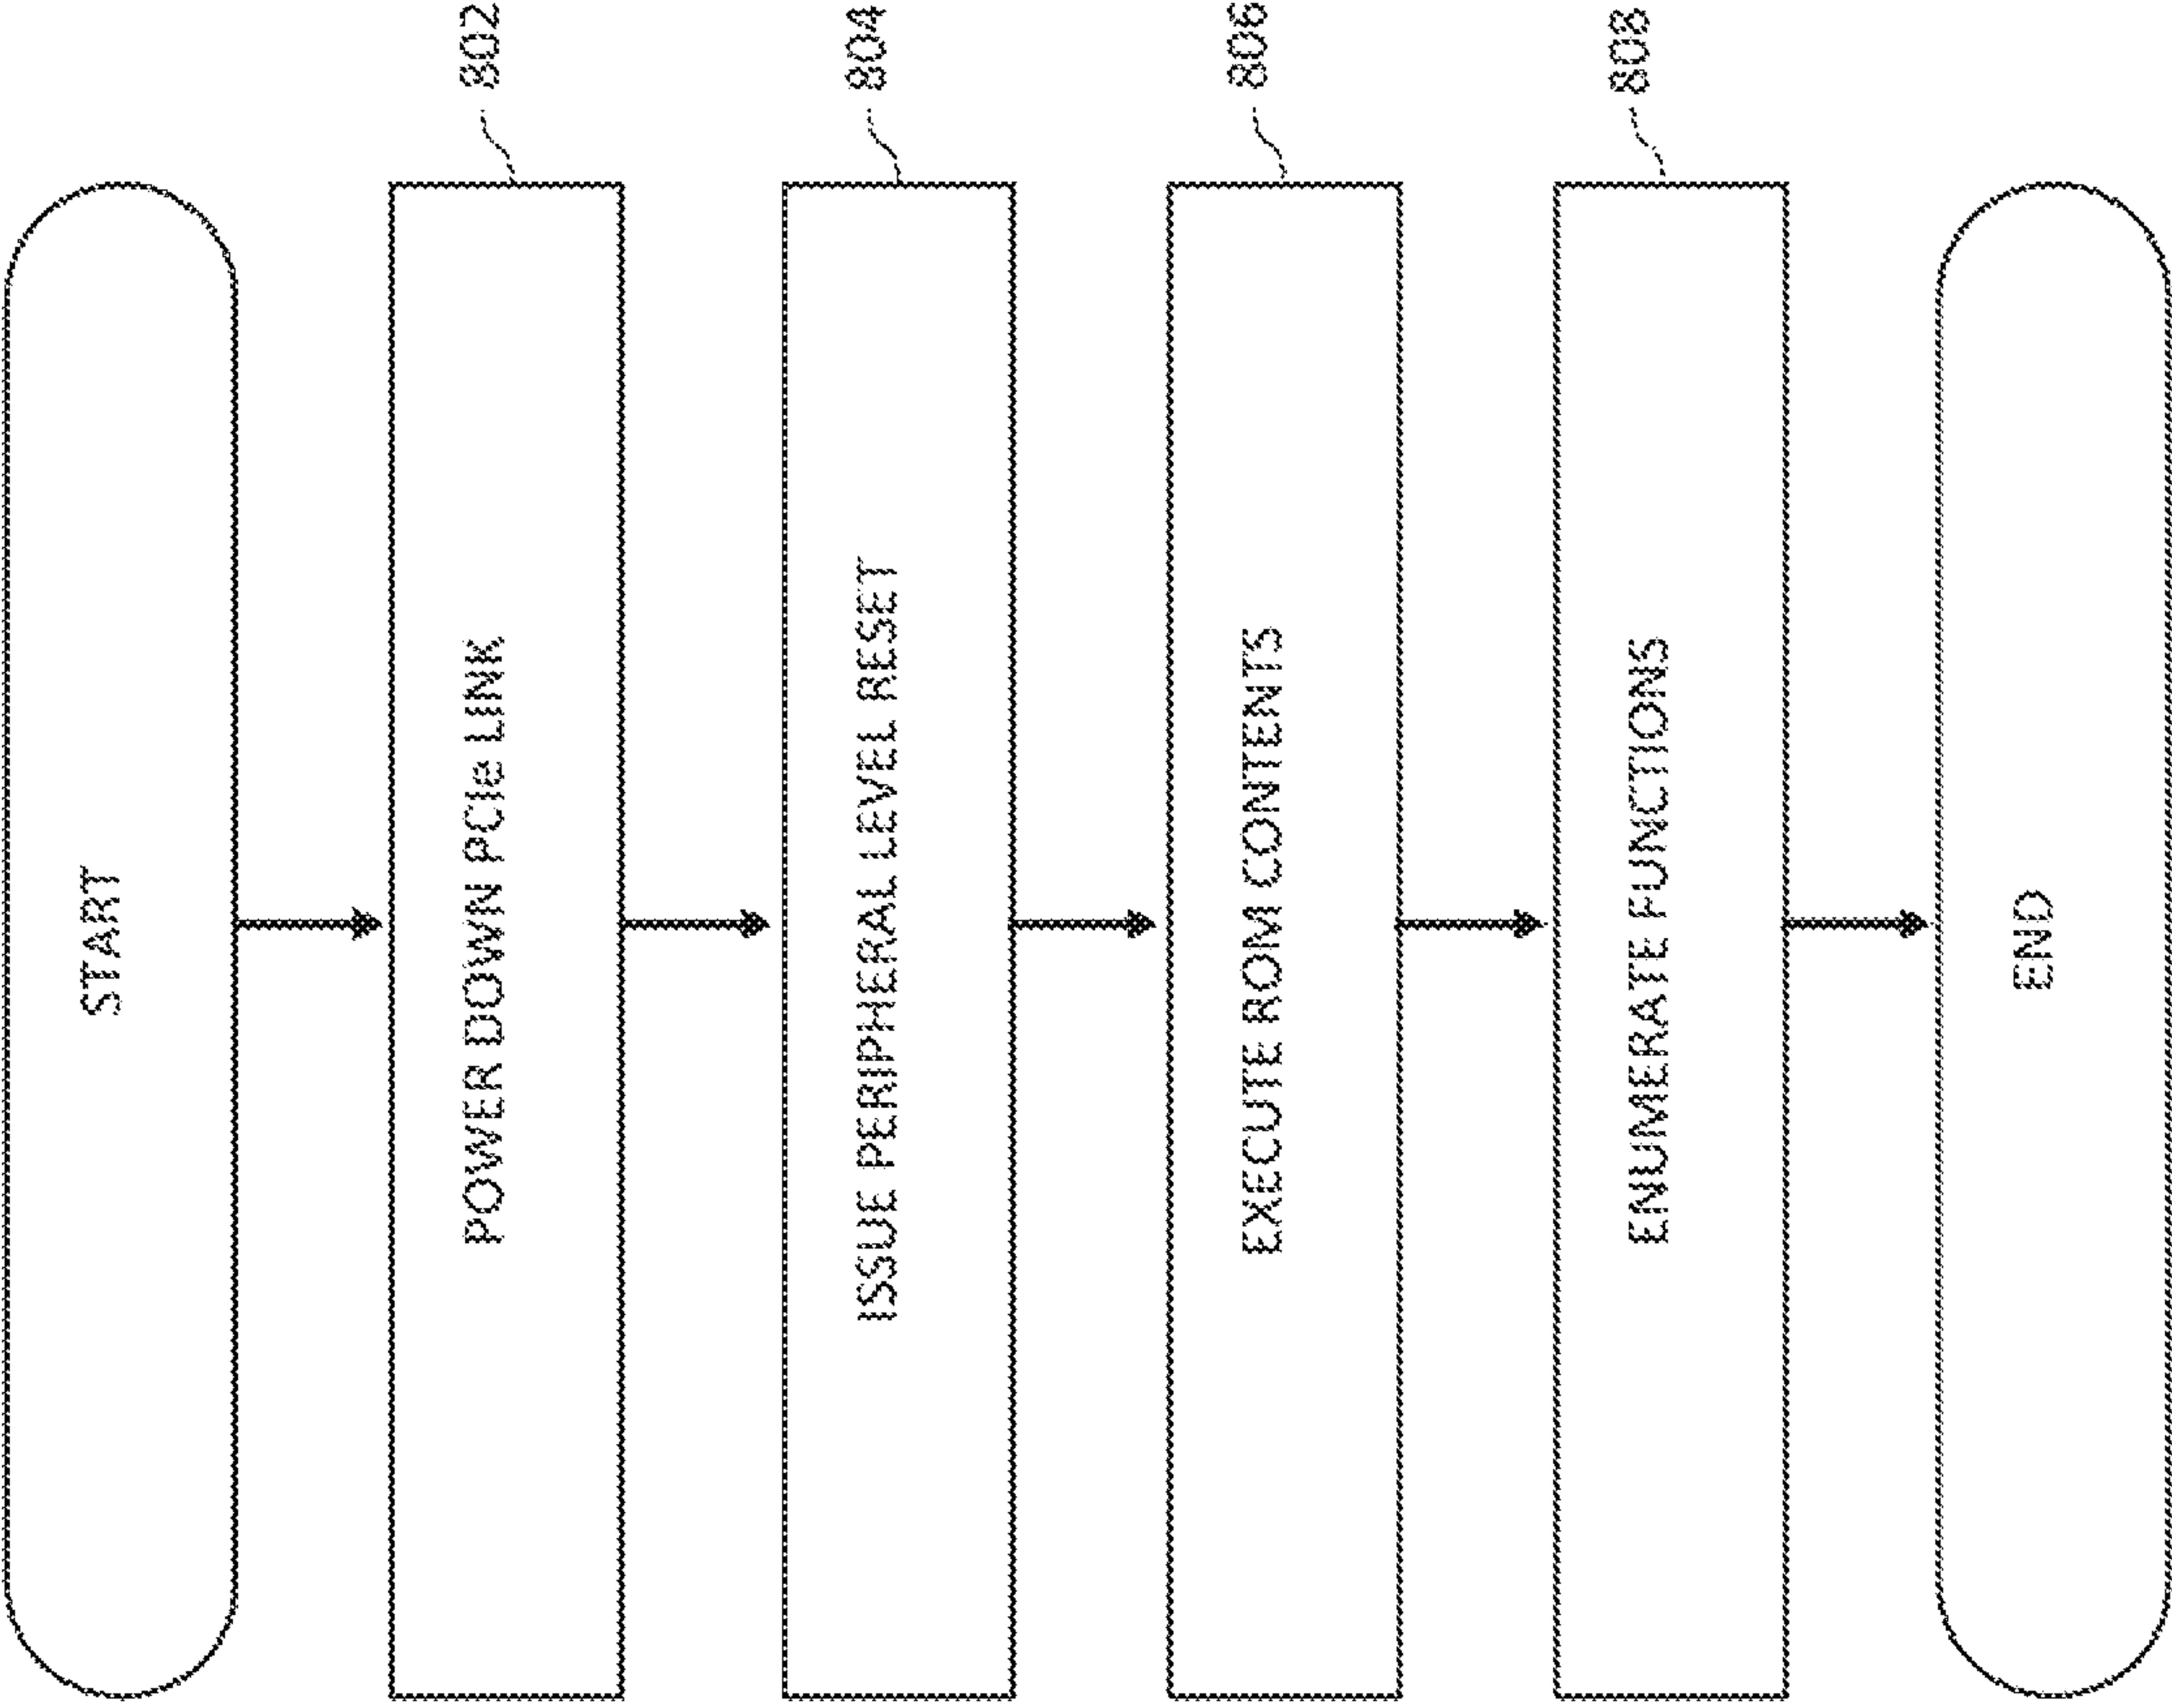 START
POWER DOWN PCIe LINK
802
ISSUE PERIPHERAL LEVEL RESET
804
EXECUTE ROM CONTENTS
806
ENUMERATE FUNCTIONS
808
END